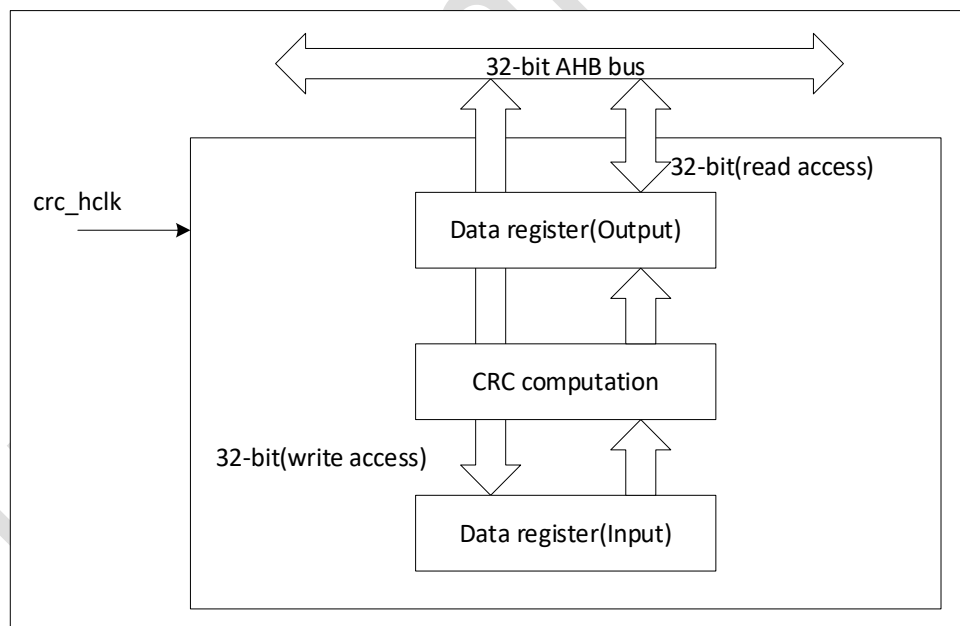 32-bit AHB bus
32-bit(read access)
crc_hclk
Data register(Output)
CRC computation
32-bit(write access)
Data register(Input)